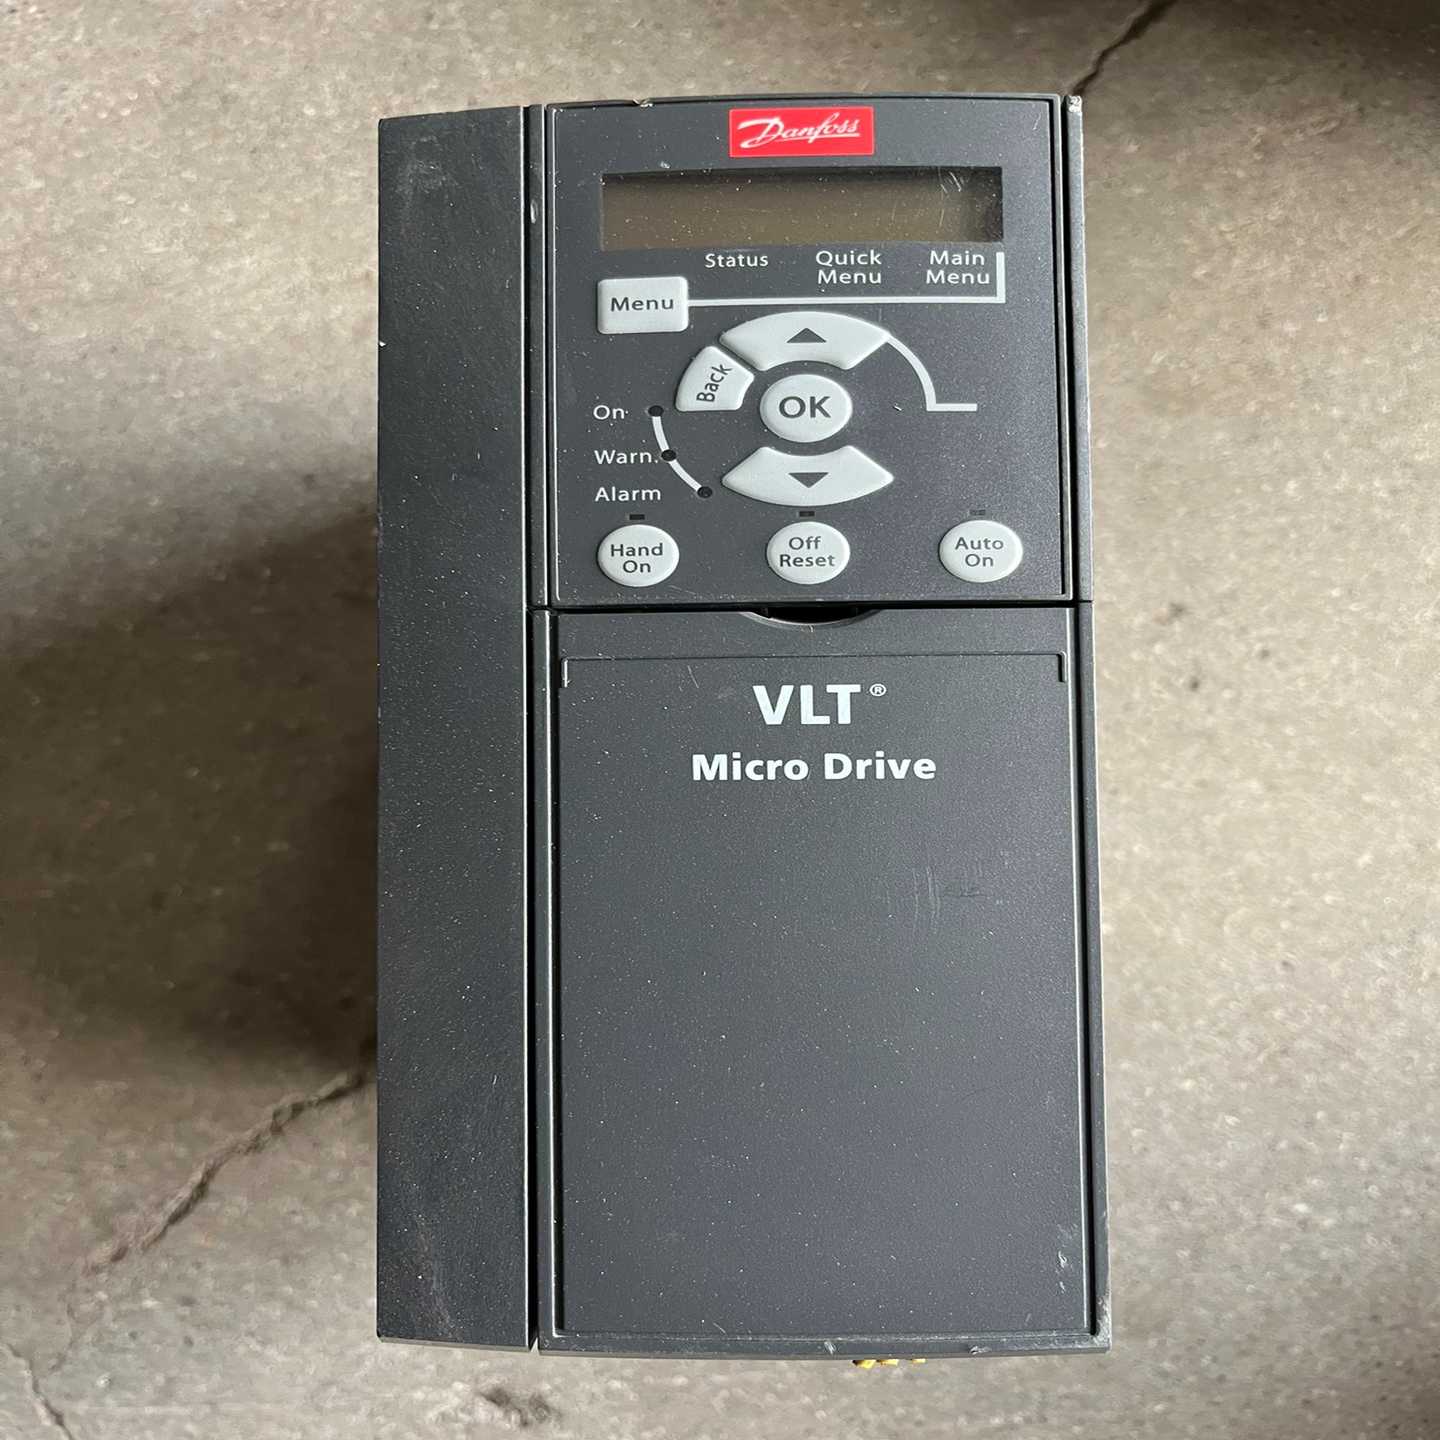 Danfoss
Status Quick Menu Main Menu
Menu
Back
OK
On
Warn.
Alarm
Hand On
Off Reset
Auto On
VLT®
Micro Drive